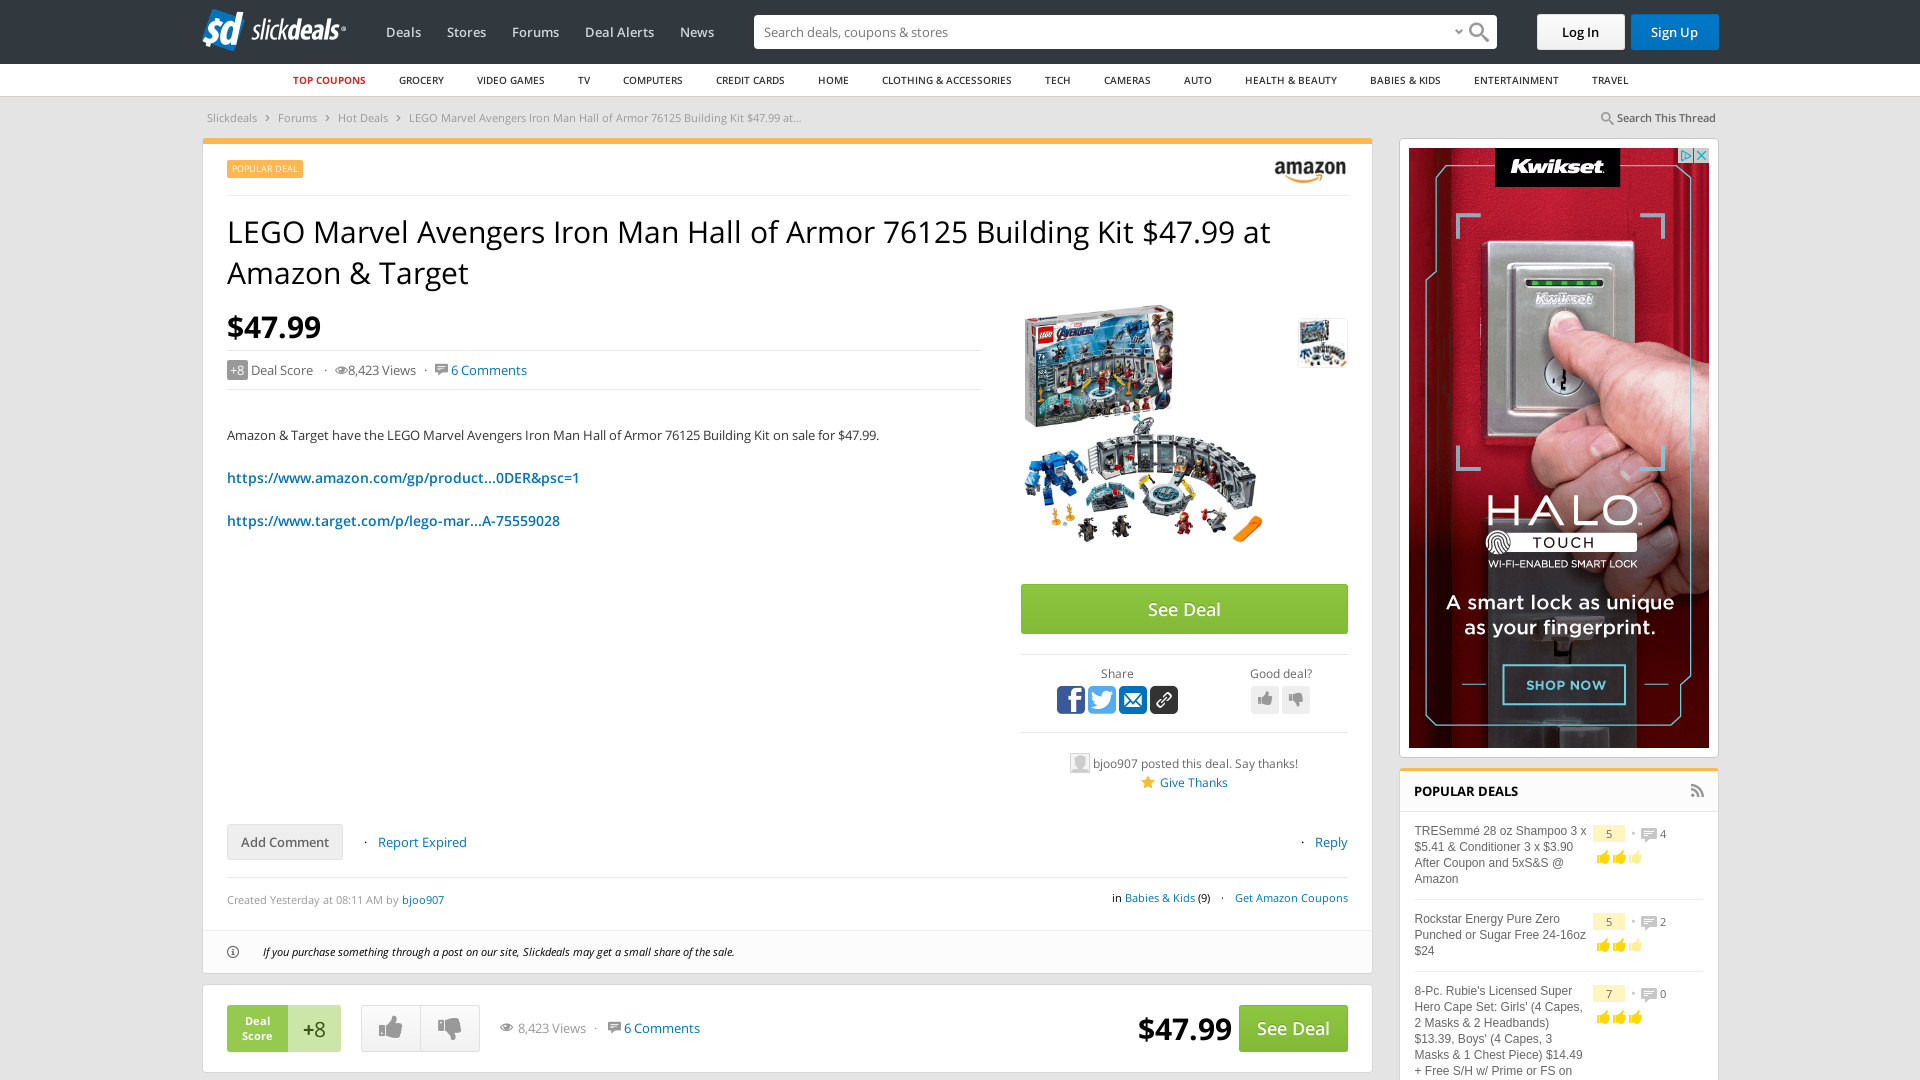 slickdeals
Deals
Stores
Forums
Deal Alerts
News
Search deals, coupons & stores
Log In
Sign Up
TOP COUPONS
GROCERY
VIDEO GAMES
TV
COMPUTERS
CREDIT CARDS
HOME
CLOTHING & ACCESSORIES
TECH
CAMERAS
AUTO
HEALTH & BEAUTY
BABIES & KIDS
ENTERTAINMENT
TRAVEL
Slickdeals > Forums > Hot Deals > LEGO Marvel Avengers Iron Man Hall of Armor 76125 Building Kit $47.99 at...
Search This Thread
POPULAR DEAL
amazon
LEGO Marvel Avengers Iron Man Hall of Armor 76125 Building Kit $47.99 at
Amazon & Target
$47.99
+8 Deal Score · 8,423 Views · 6 Comments
Amazon & Target have the LEGO Marvel Avengers Iron Man Hall of Armor 76125 Building Kit on sale for $47.99.
https://www.amazon.com/gp/product...0DER&psc=1
https://www.target.com/p/lego-mar...A-75559028
LEGO
AVENGERS
See Deal
Share
Good deal?
bjoo907 posted this deal. Say thanks!
Give Thanks
Add Comment
· Report Expired
· Reply
Created Yesterday at 08:11 AM by bjoo907
in Babies & Kids (9) · Get Amazon Coupons
If you purchase something through a post on our site, Slickdeals may get a small share of the sale.
Deal
Score
+8
8,423 Views · 6 Comments
$47.99
See Deal
Kwikset
Kwikset
HALO
TOUCH
WI-FI-ENABLED SMART LOCK
A smart lock as unique
as your fingerprint.
SHOP NOW
POPULAR DEALS
TRESemmé 28 oz Shampoo 3 x
$5.41 & Conditioner 3 x $3.90
After Coupon and 5xS&S @
Amazon
5 · 4
Rockstar Energy Pure Zero
Punched or Sugar Free 24-16oz
$24
5 · 2
8-Pc. Rubie's Licensed Super
Hero Cape Set: Girls' (4 Capes,
2 Masks & 2 Headbands)
$13.39, Boys' (4 Capes, 3
Masks & 1 Chest Piece) $14.49
+ Free S/H w/ Prime or FS on
7 · 0